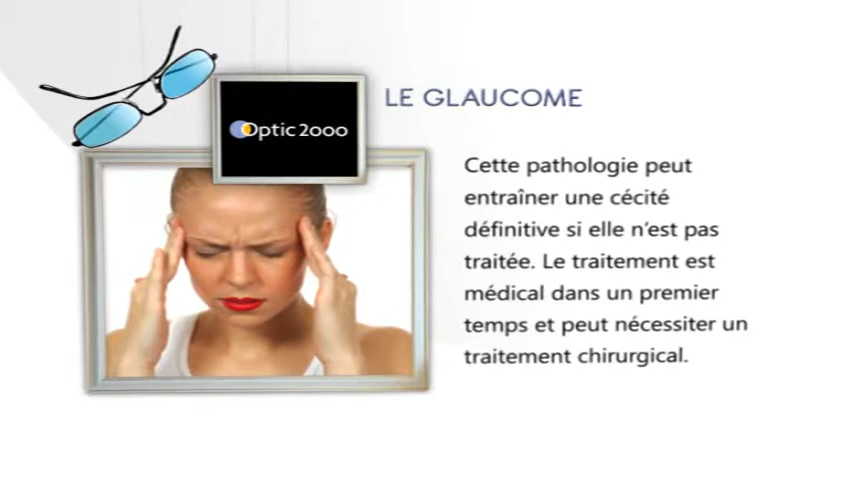 Optic 2000
LE GLAUCOME
Cette pathologie peut
entraîner une cécité
définitive si elle n'est pas
traitée. Le traitement est
médical dans un premier
temps et peut nécessiter un
traitement chirurgical.